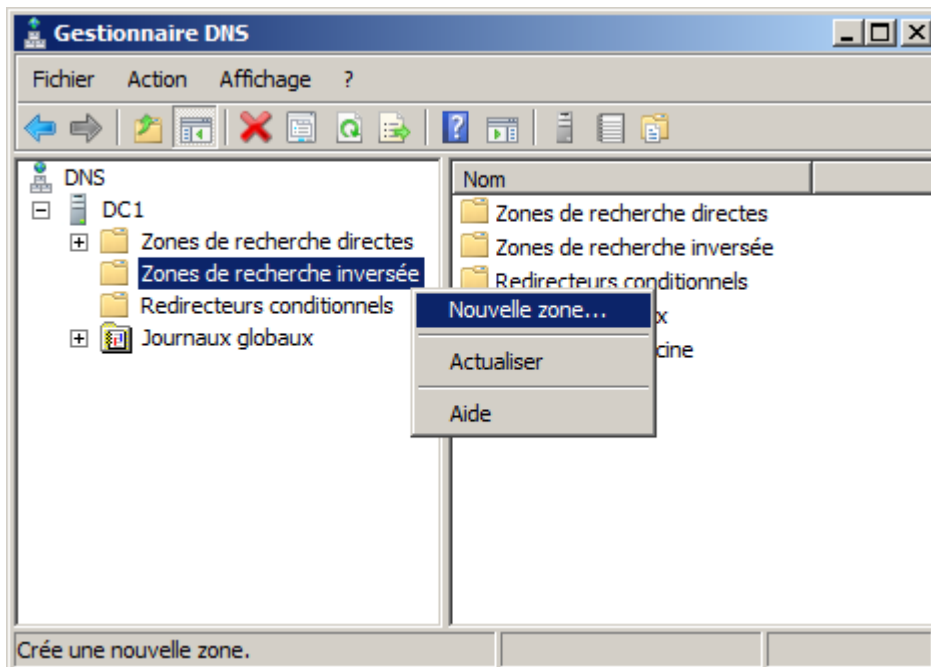 Gestionnaire DNS
Fichier Action Affichage ?
DNS
DC1
Zones de recherche directes
Zones de recherche inversée
Redirecteurs conditionnels
Journaux globaux
Nom
Zones de recherche directes
Zones de recherche inversée
Redirecteurs conditionnels
Nouvelle zone...
Actualiser
Aide
Crée une nouvelle zone.